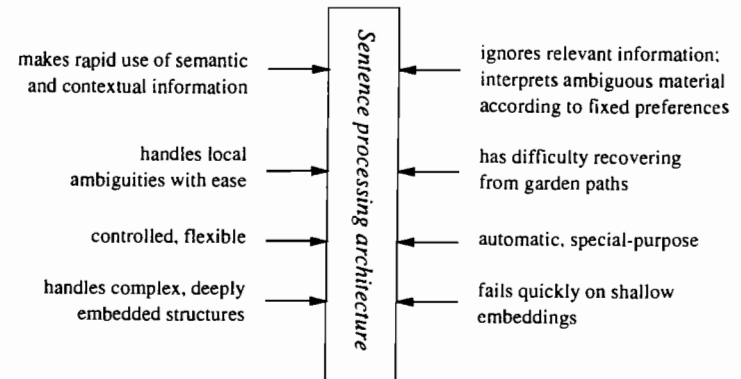 makes rapid use of semantic
and contextual information
handles local
ambiguities with ease
controlled, flexible
handles complex, deeply
embedded structures
Sentence processing architecture
ignores relevant information;
interprets ambiguous material
according to fixed preferences
has difficulty recovering
from garden paths
automatic, special-purpose
fails quickly on shallow
embeddings